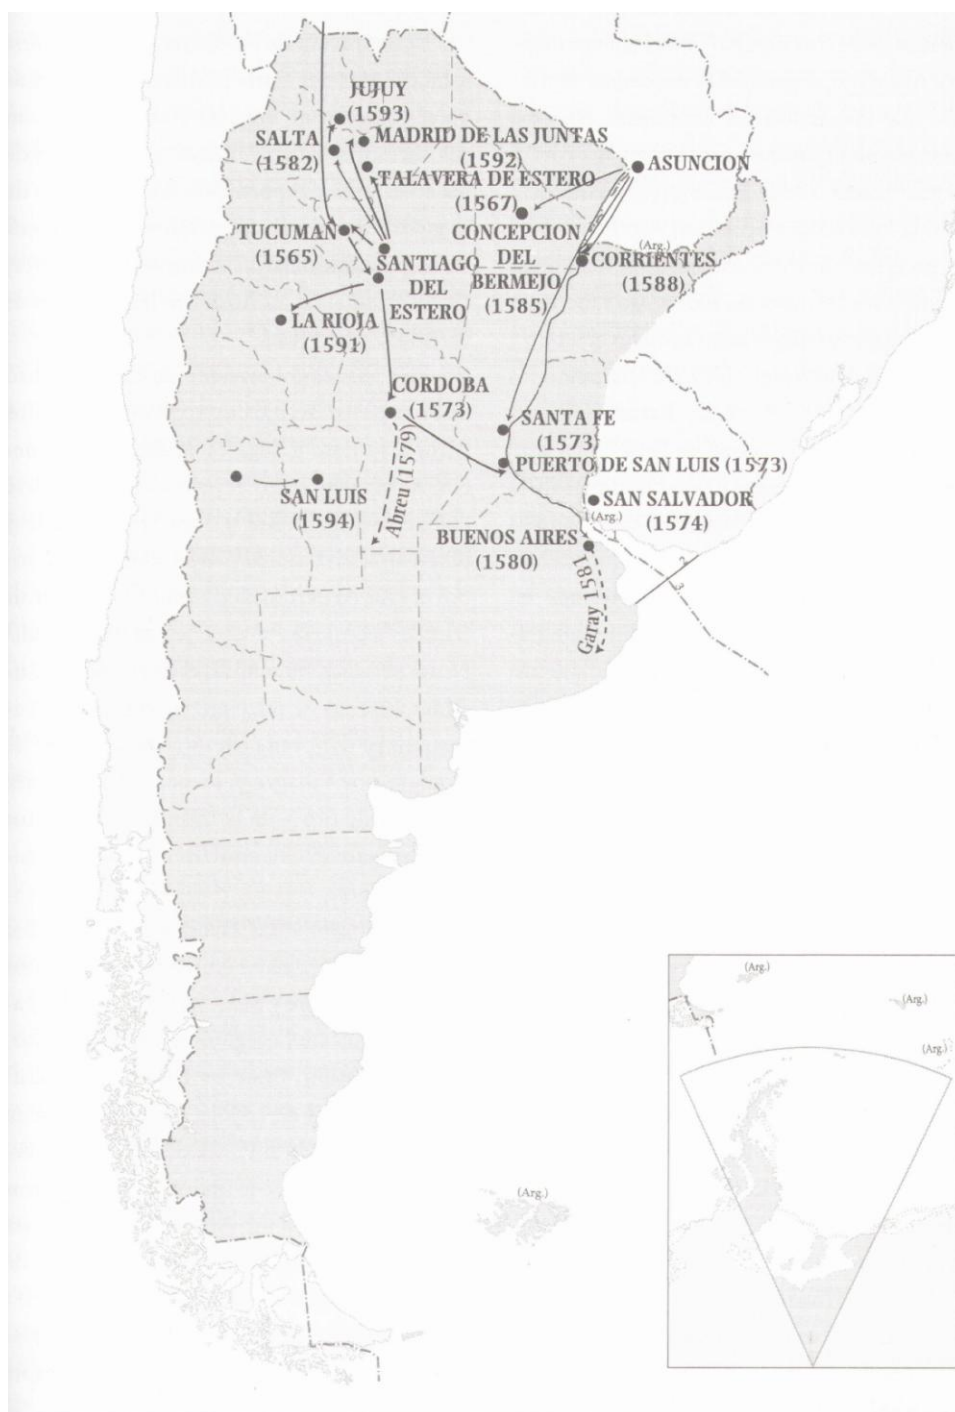 JUJUY
(1593)
MADRID DE LAS JUNTAS
(1592)
SALTA
(1582)
ASUNCION
TALAVERA DE ESTERO
(1567)
TUCUMAN
(1565)
CONCEPCION
DEL
BERMEJO
(1585)
(Arg.)
CORRIENTES
(1588)
SANTIAGO
DEL
ESTERO
LA RIOJA
(1591)
CORDOBA
(1573)
SANTA FE
(1573)
PUERTO DE SAN LUIS (1573)
Abreu (1579)
SAN LUIS
(1594)
SAN SALVADOR
(1574)
(Arg.)
BUENOS AIRES
(1580)
1
2
3
Garay 1581
(Arg.)
(Arg.)
(Arg.)
(Arg.)